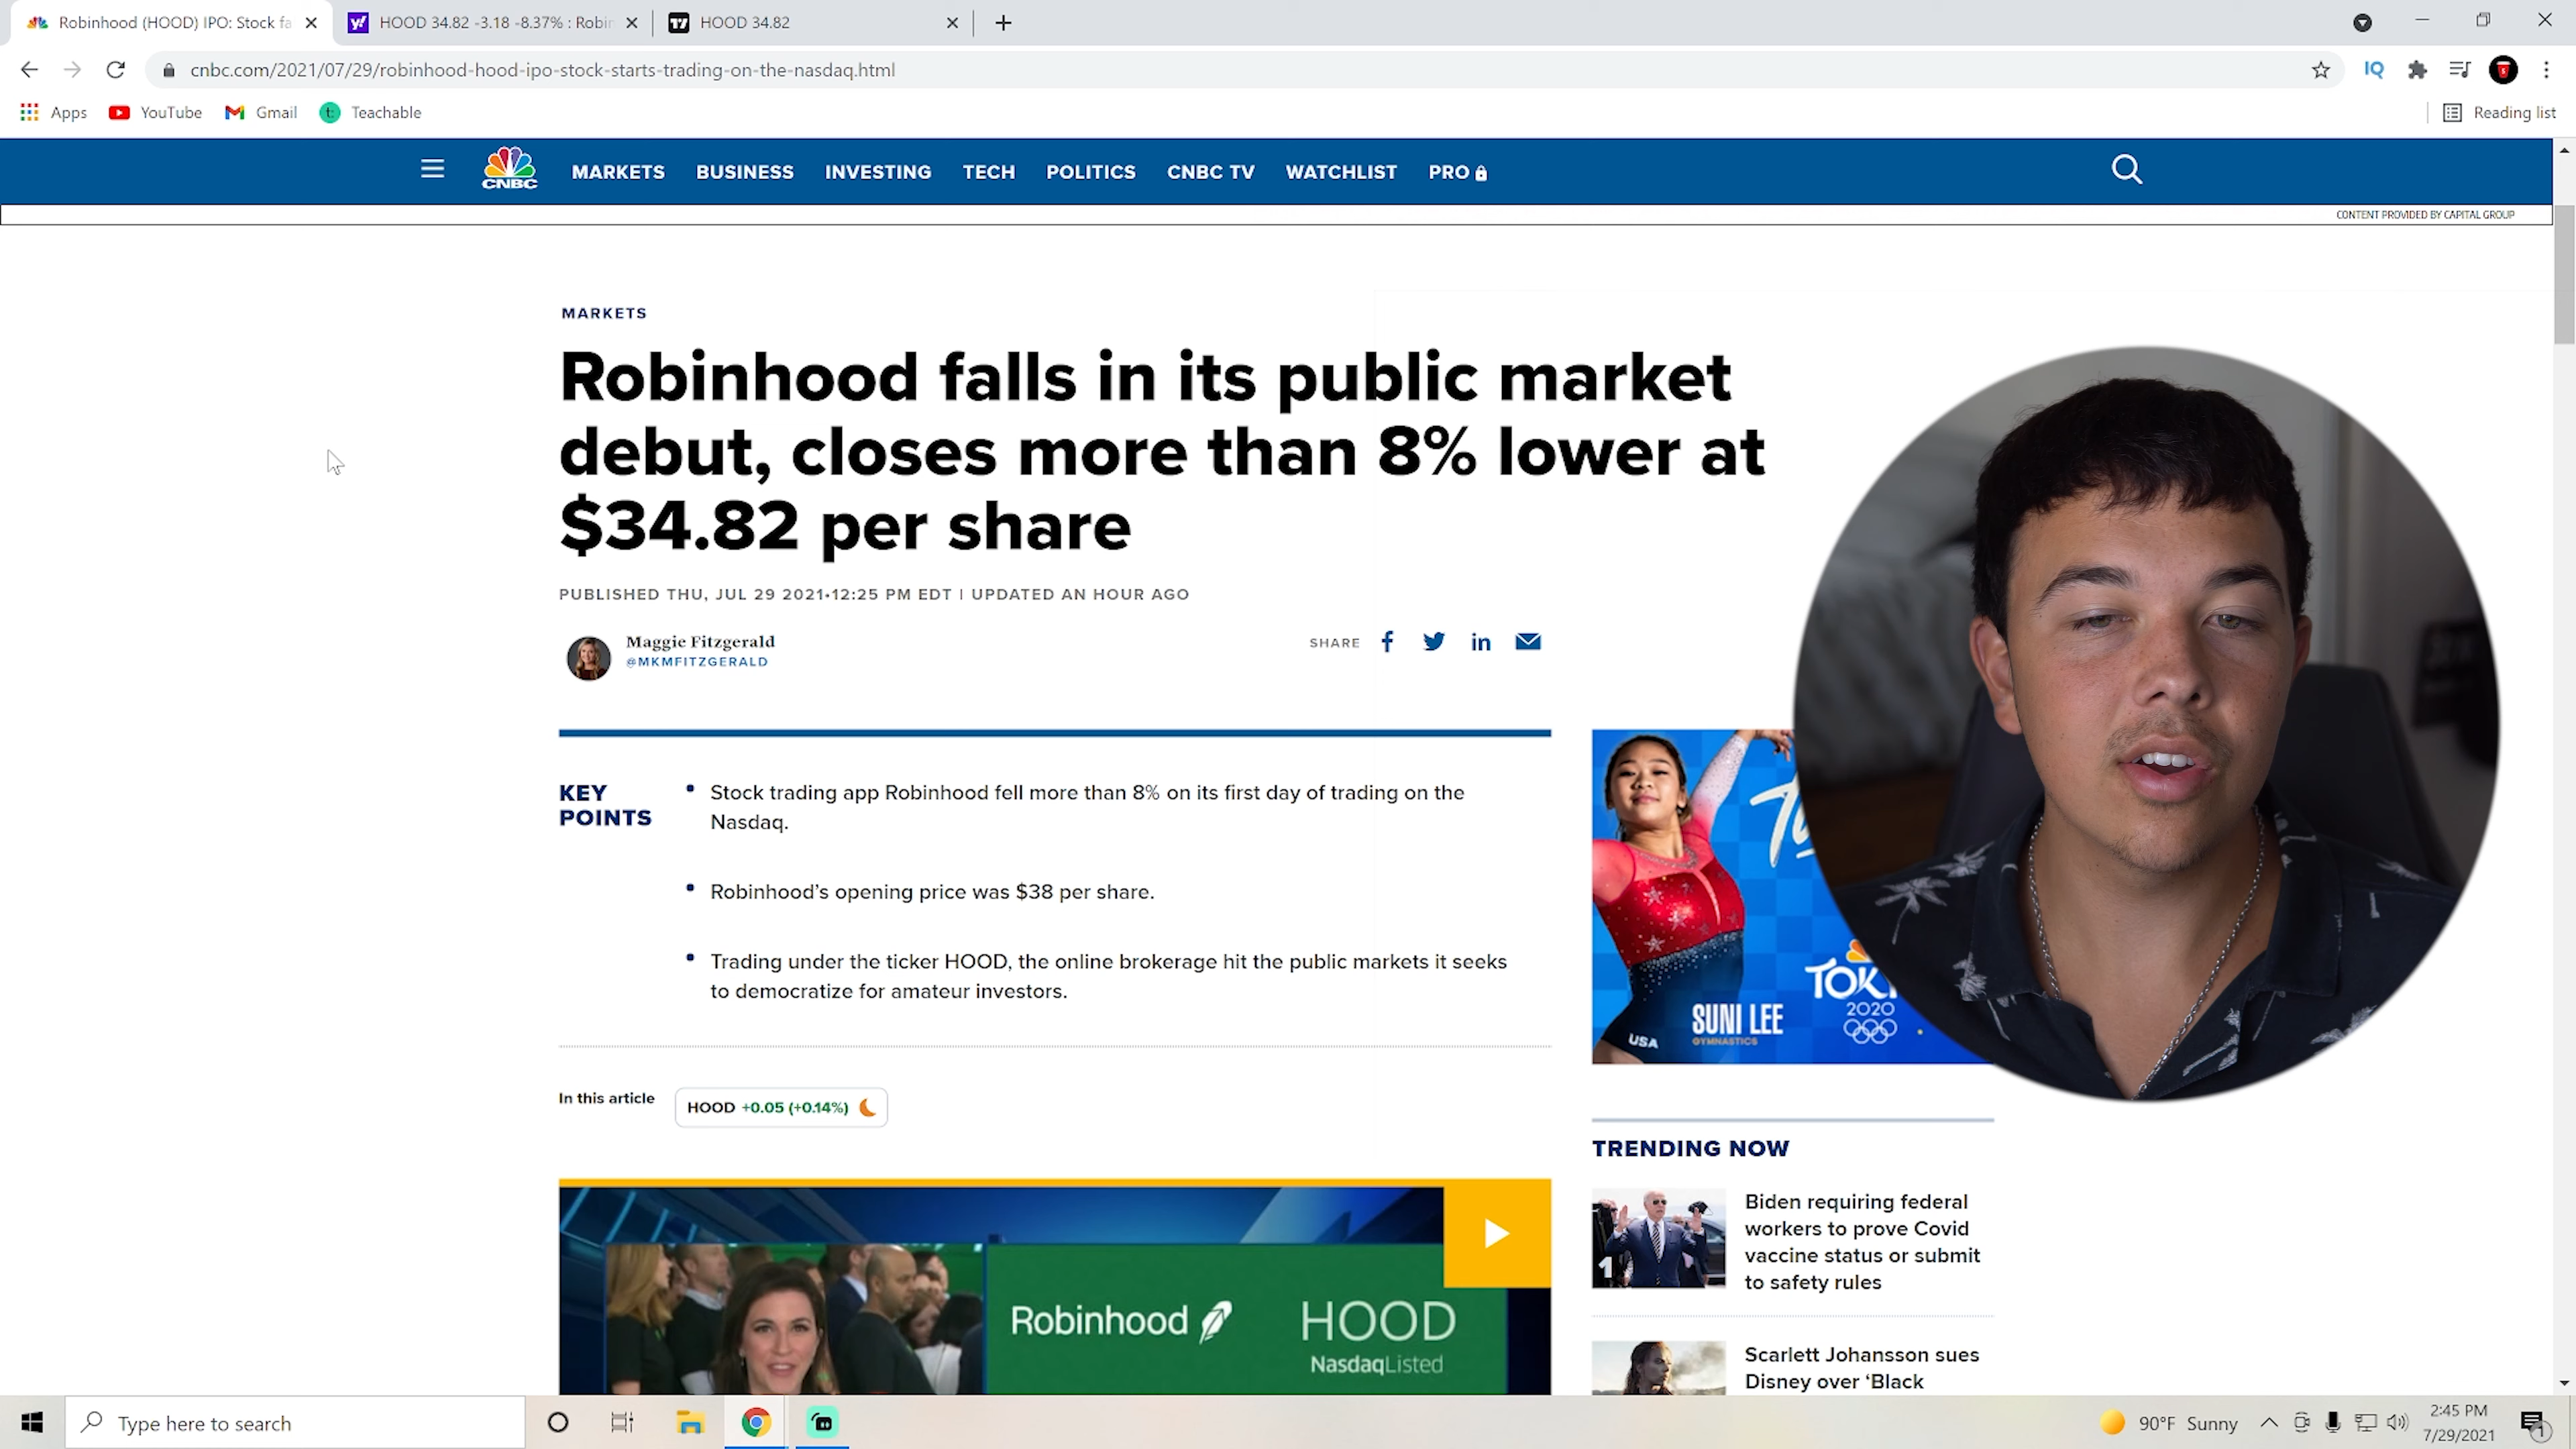 Robinhood (HOOD) IPO: Stock fa
HOOD 34.82 -3.18 -8.37% : Robin
HOOD 34.82
cnbc.com/2021/07/29/robinhood-hood-ipo-stock-starts-trading-on-the-nasdaq.html
IQ
Apps
YouTube
Gmail
Teachable
Reading list
CNBC
MARKETS
BUSINESS
INVESTING
TECH
POLITICS
CNBC TV
WATCHLIST
PRO
CONTENT PROVIDED BY CAPITAL GROUP
MARKETS
Robinhood falls in its public market
debut, closes more than 8% lower at
$34.82 per share
PUBLISHED THU, JUL 29 2021•12:25 PM EDT | UPDATED AN HOUR AGO
Maggie Fitzgerald
@MKMFITZGERALD
SHARE
KEY
POINTS
Stock trading app Robinhood fell more than 8% on its first day of trading on the
Nasdaq.
Robinhood's opening price was $38 per share.
Trading under the ticker HOOD, the online brokerage hit the public markets it seeks
to democratize for amateur investors.
SUNI LEE
GYMNASTICS
USA
2020
In this article
HOOD +0.05 (+0.14%)
Robinhood
HOOD
NasdaqListed
TRENDING NOW
1
Biden requiring federal
workers to prove Covid
vaccine status or submit
to safety rules
Scarlett Johansson sues
Disney over ‘Black
Type here to search
90°F Sunny
2:45 PM
7/29/2021
1